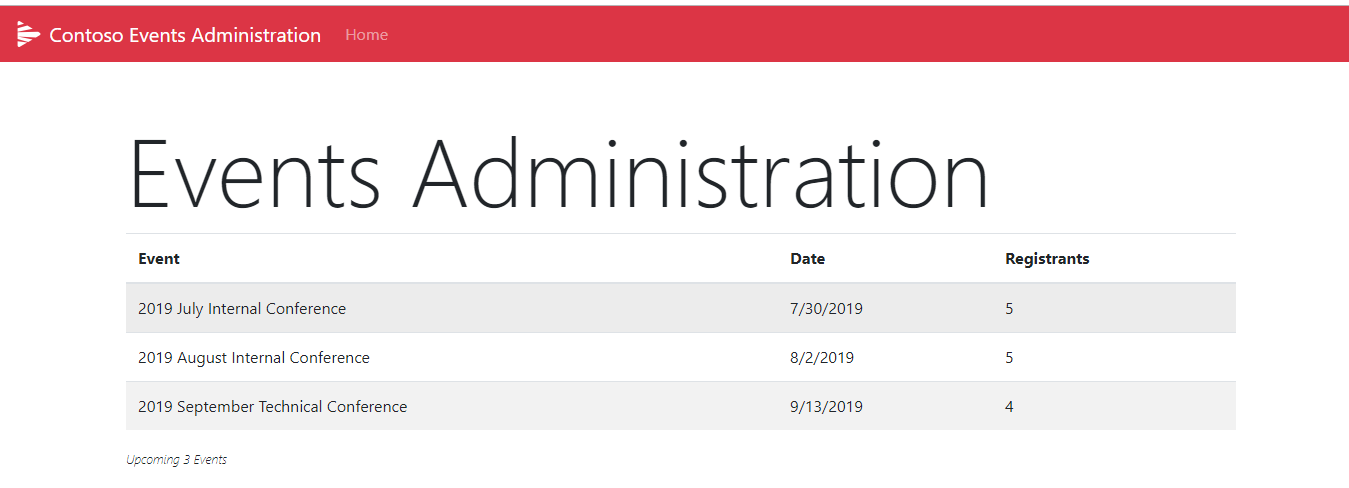 Contoso Events Administration Home
Events Administration
Event Date Registrants
2019 July Internal Conference 7/30/2019 5
2019 August Internal Conference 8/2/2019 5
2019 September Technical Conference 9/13/2019 4
Upcoming 3 Events